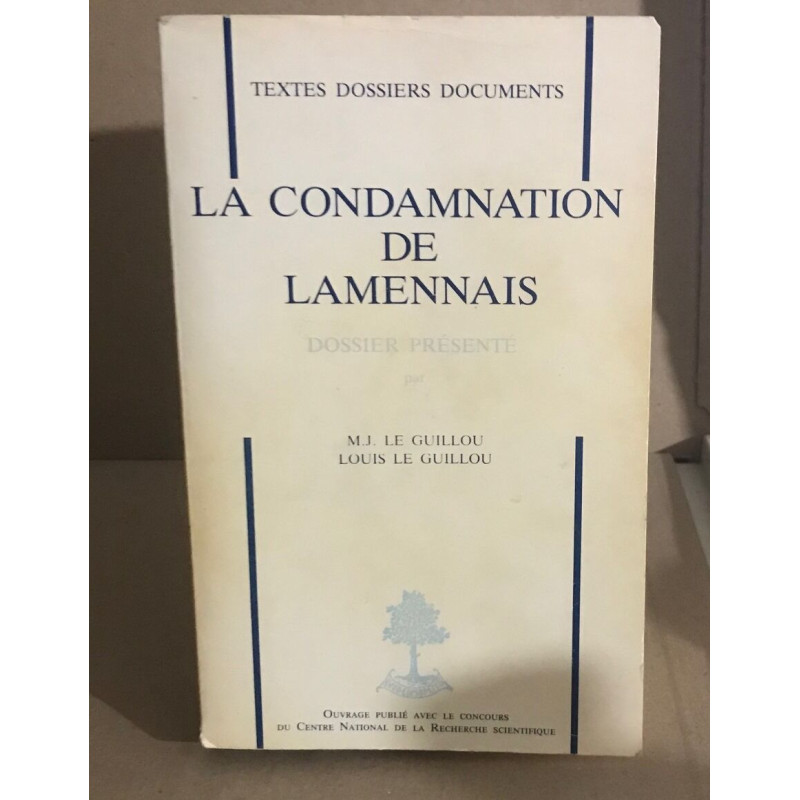 TEXTES DOSSIERS DOCUMENTS
LA CONDAMNATION
DE
LAMENNAIS
DOSSIER PRÉSENTÉ
par
M.J. LE GUILLOU
LOUIS LE GUILLOU
OUVRAGE PUBLIÉ AVEC LE CONCOURS
DU CENTRE NATIONAL DE LA RECHERCHE SCIENTIFIQUE